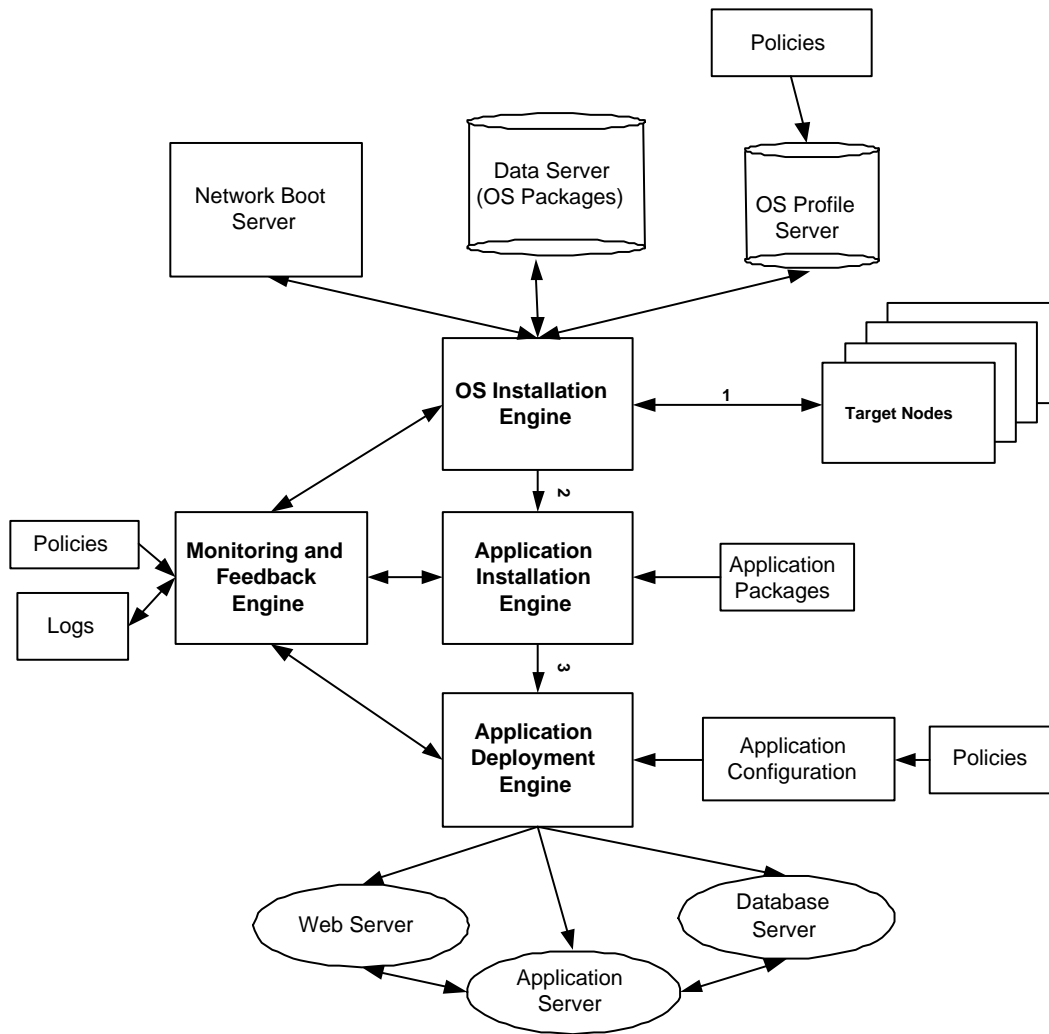 Policies
Network Boot
Server
Data Server
(OS Packages)
OS Profile
Server
OS Installation
Engine
1
Target Nodes
2
Policies
Logs
Monitoring and
Feedback
Engine
Application
Installation
Engine
Application
Packages
3
Application
Deployment
Engine
Application
Configuration
Policies
Web Server
Database
Server
Application
Server